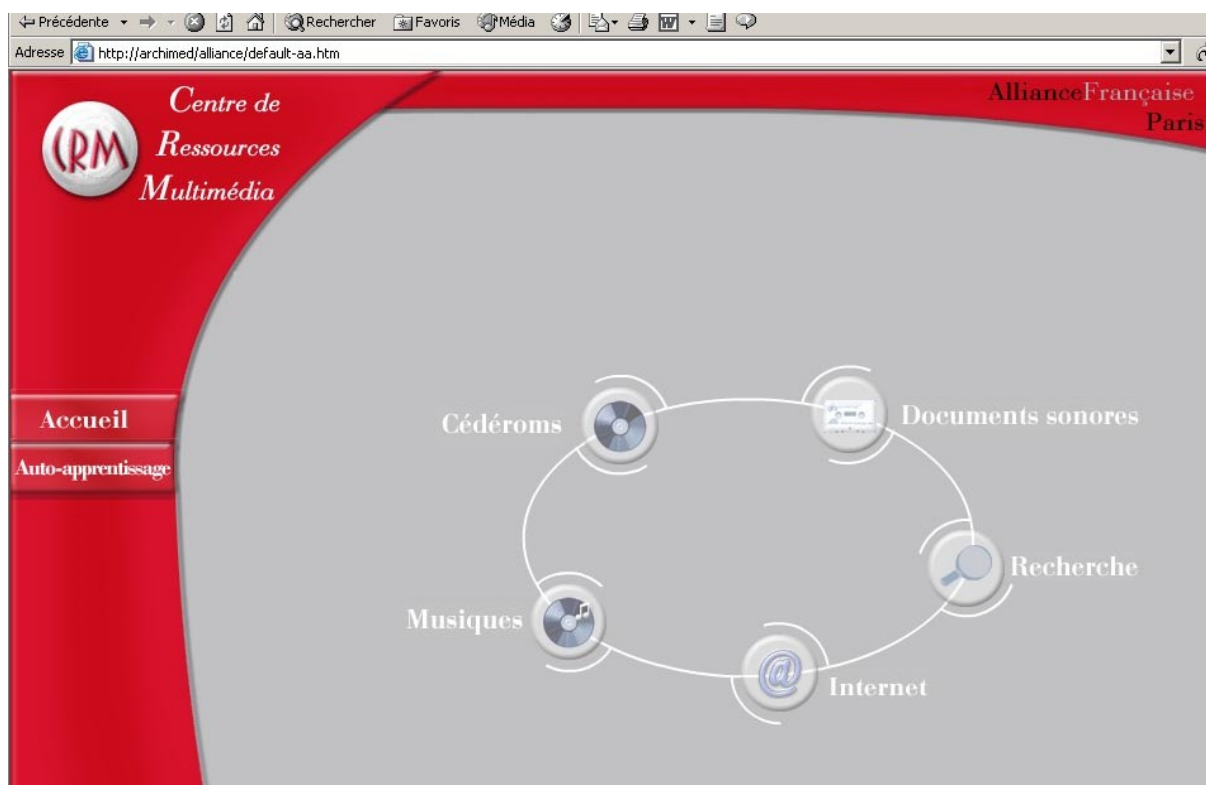 Précédente Rechercher Favoris Média
Adresse http://archimed/alliance/default-aa.htm
CRM
Centre de
Ressources
Multimédia
AllianceFrançaise
Paris
Accueil
Auto-apprentissage
Cédéroms
Documents sonores
Recherche
Musiques
Internet